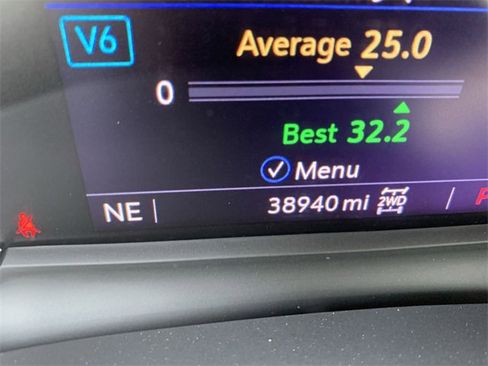 V6
Average 25.0
0
Best 32.2
Menu
NE 38940 mi 2WD